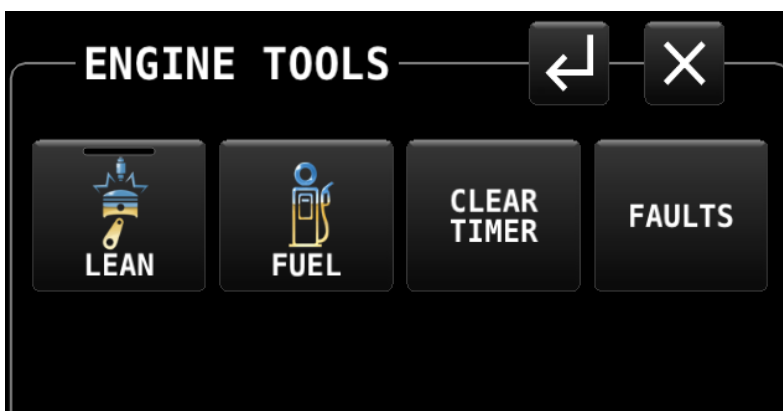 ENGINE TOOLS
LEAN
FUEL
CLEAR
TIMER
FAULTS